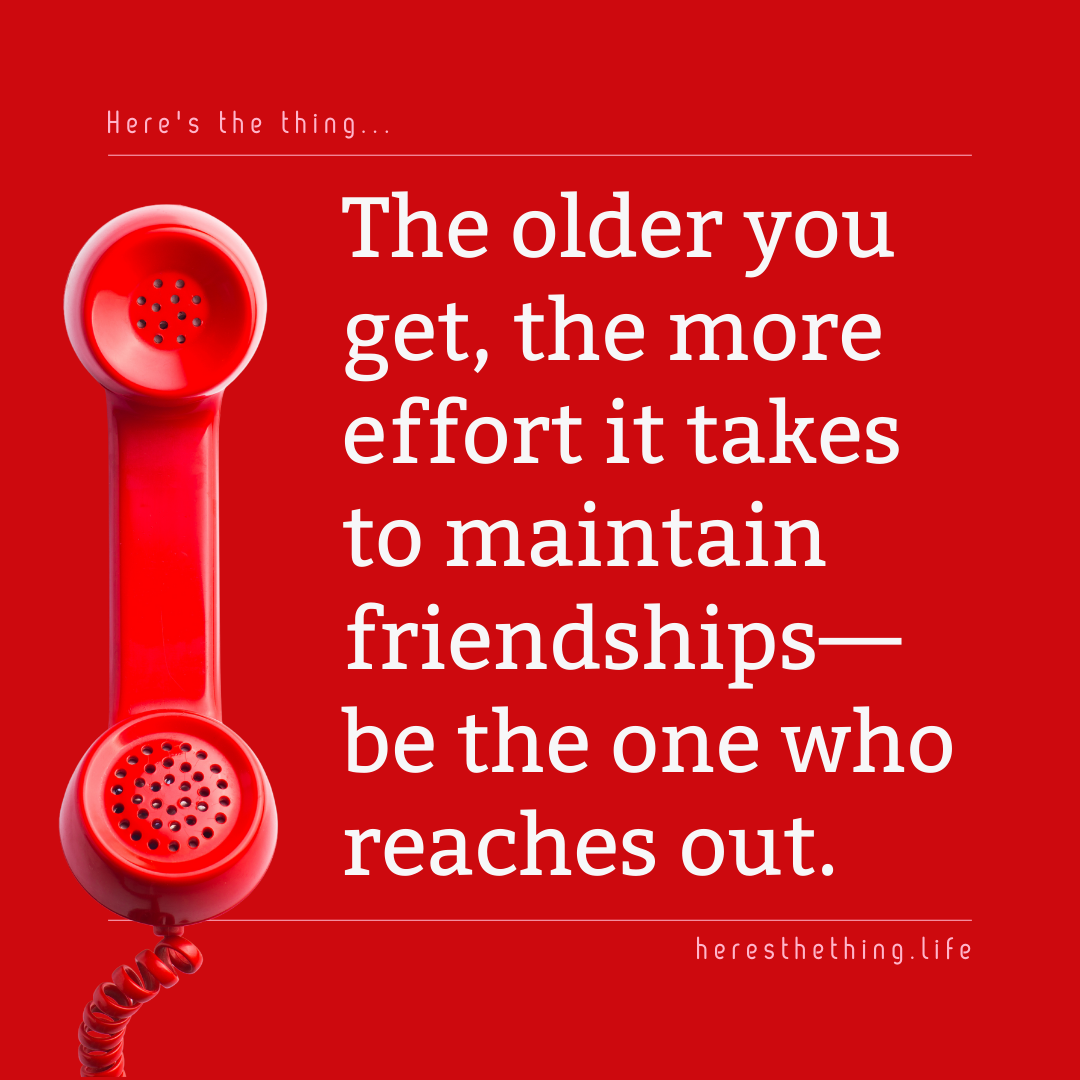 Here's the thing...
The older you
get, the more
effort it takes
to maintain
friendships—
be the one who
reaches out.
heresthething.life